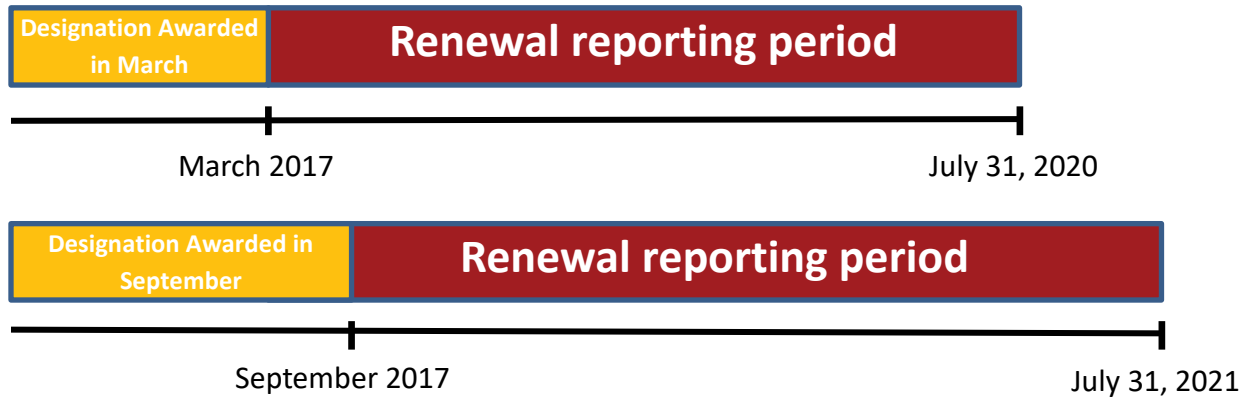 Designation Awarded
in March
Renewal reporting period
March 2017
July 31, 2020
Designation Awarded in
September
Renewal reporting period
September 2017
July 31, 2021